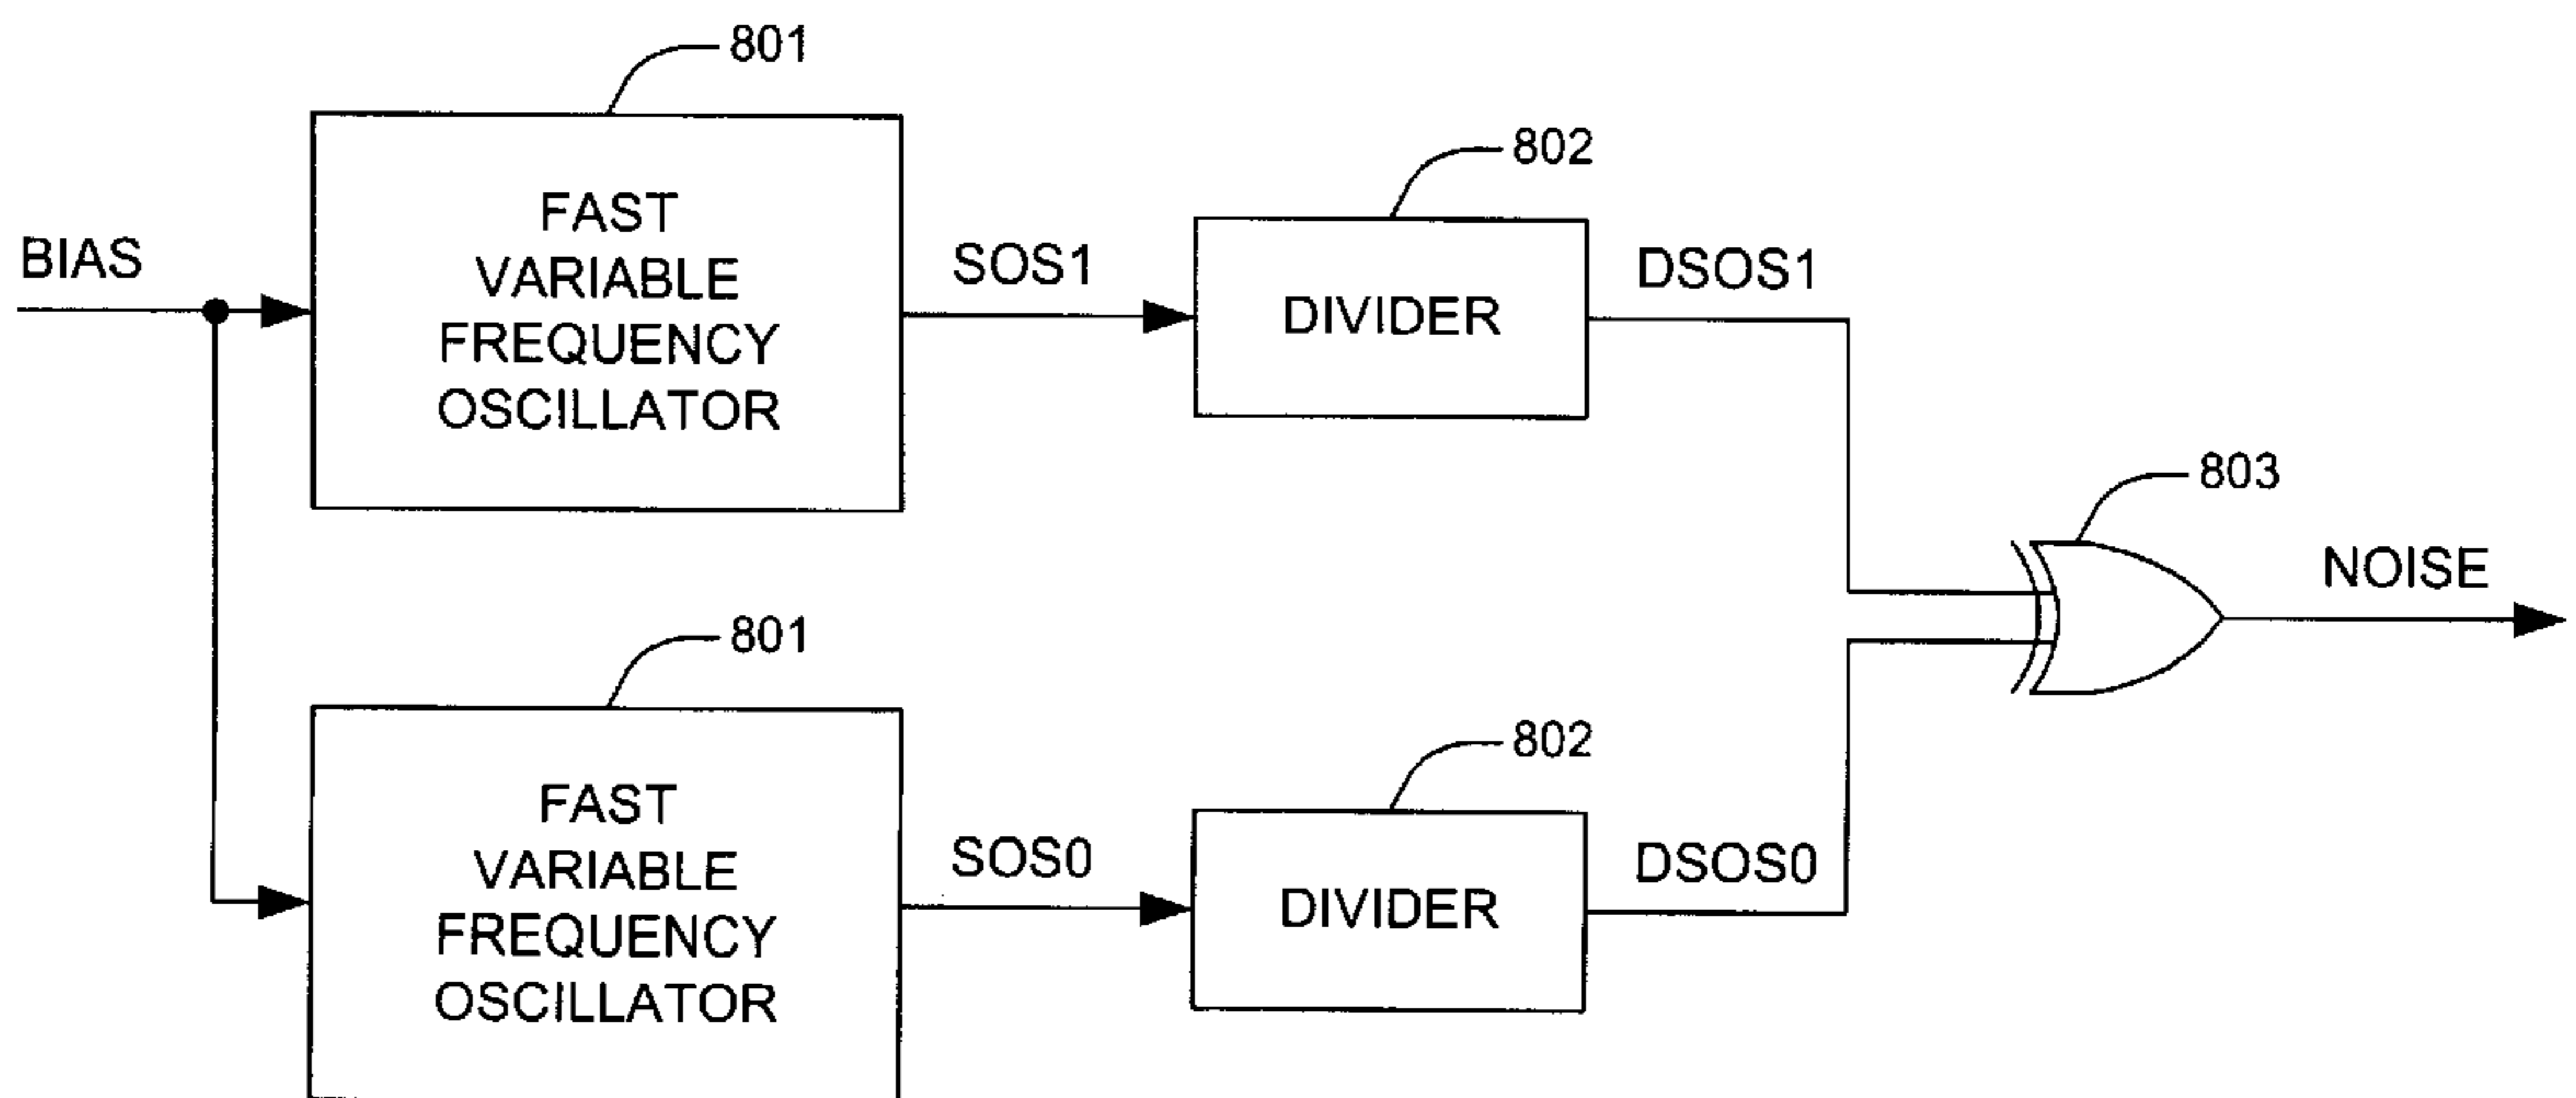 801
802
BIAS
FAST
VARIABLE
FREQUENCY
OSCILLATOR
SOS1
DIVIDER
DSOS1
803
NOISE
801
802
FAST
VARIABLE
FREQUENCY
OSCILLATOR
SOS0
DIVIDER
DSOS0